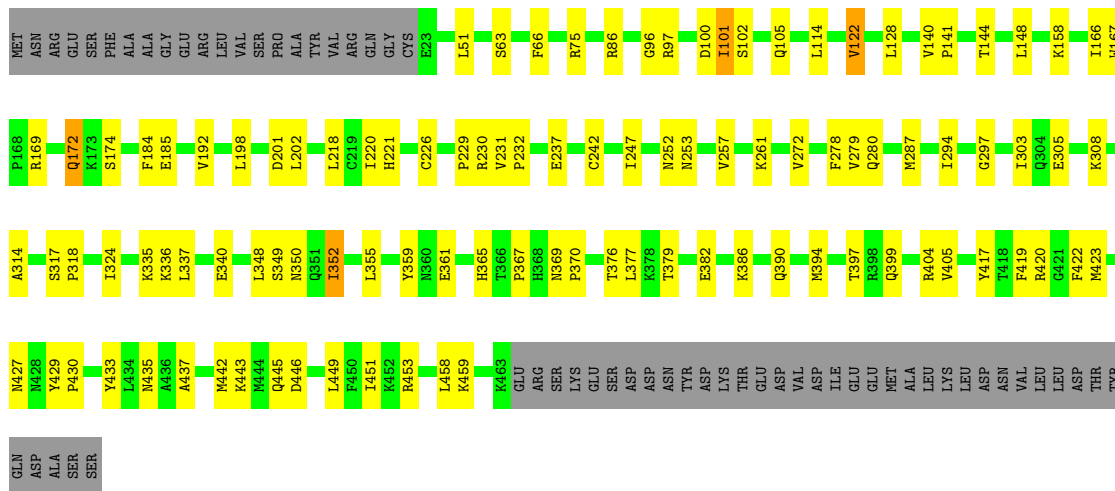 MET ASN ARG GLU SER PHE ALA ALA GLY GLU ARG LEU VAL SER PRO ALA TYR VAL ARG GLN GLY CYS E23 L51 S63 F66 R75 R86 G96 R97 D100 I101 S102 Q105 L114 V122 L128 V140 P141 T144 L148 K158 I166
P168 R169 Q172 K173 S174 F184 E185 V192 L198 D201 L202 L218 C219 I220 H221 C226 P229 R230 V231 P232 E237 C242 I247 N252 N253 V257 K261 V272 F278 V279 Q280 M287 I294 G297 I303 Q304 E305 K308
A314 S317 P318 I324 K335 K336 L337 E340 L348 S349 N350 Q351 I352 L355 Y359 N360 E361 H365 T366 P367 H368 N369 P370 T376 L377 K378 T379 E382 K386 Q390 M394 T397 R398 Q399 R404 V405 Y417 T418 F419 R420 G421 F422 M423
N427 N428 Y429 P430 Y433 L434 N435 A436 A437 M442 K443 M444 Q445 D446 L449 F450 I451 K452 R453 L458 K459 K463 GLU ARG SER LYS GLU SER ASP ASP ASN TYR ASP LYS THR GLU ASP VAL ASP ILE GLU GLU MET ALA LEU LYS LEU ASP ASN VAL LEU LEU ASP THR
GLN ASP ALA SER SER